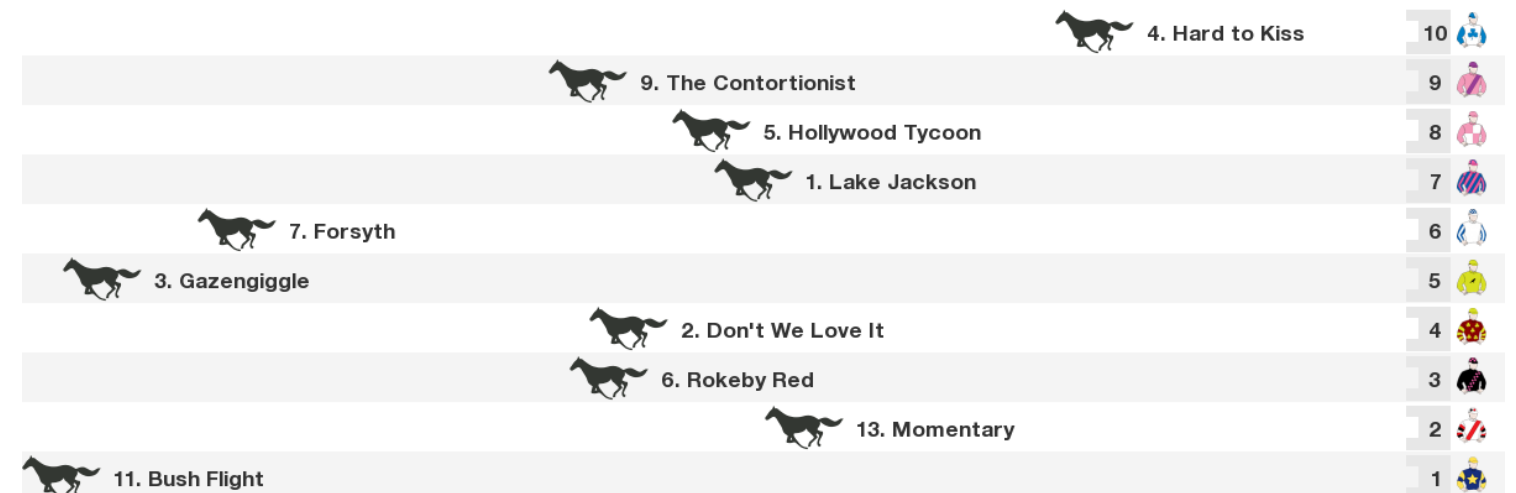 4. Hard to Kiss 10
9. The Contortionist 9
5. Hollywood Tycoon 8
1. Lake Jackson 7
7. Forsyth 6
3. Gazengiggle 5
2. Don't We Love It 4
6. Rokeby Red 3
13. Momentary 2
11. Bush Flight 1